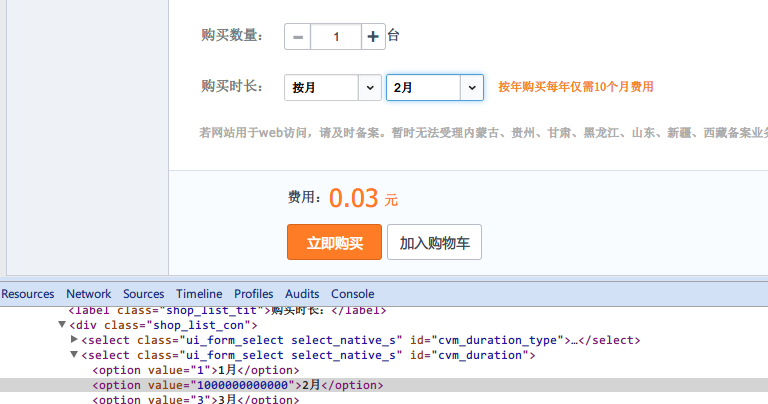 购买数量： － 1 + 台
购买时长： 按月 2月 按年购买每年仅需10个月费用
若网站用于web访问，请及时备案。暂时无法受理内蒙古、贵州、甘肃、黑龙江、山东、新疆、西藏备案业务
费用：0.03 元
立即购买 加入购物车
Resources Network Sources Timeline Profiles Audits Console
<label class="shop_list_tit">购买时长：</label>
▼<div class="shop_list_con">
▶<select class="ui_form_select select_native_s" id="cvm_duration_type">…</select>
▼<select class="ui_form_select select_native_s" id="cvm_duration">
<option value="1">1月</option>
<option value="1000000000000">2月</option>
<option value="3">3月</option>